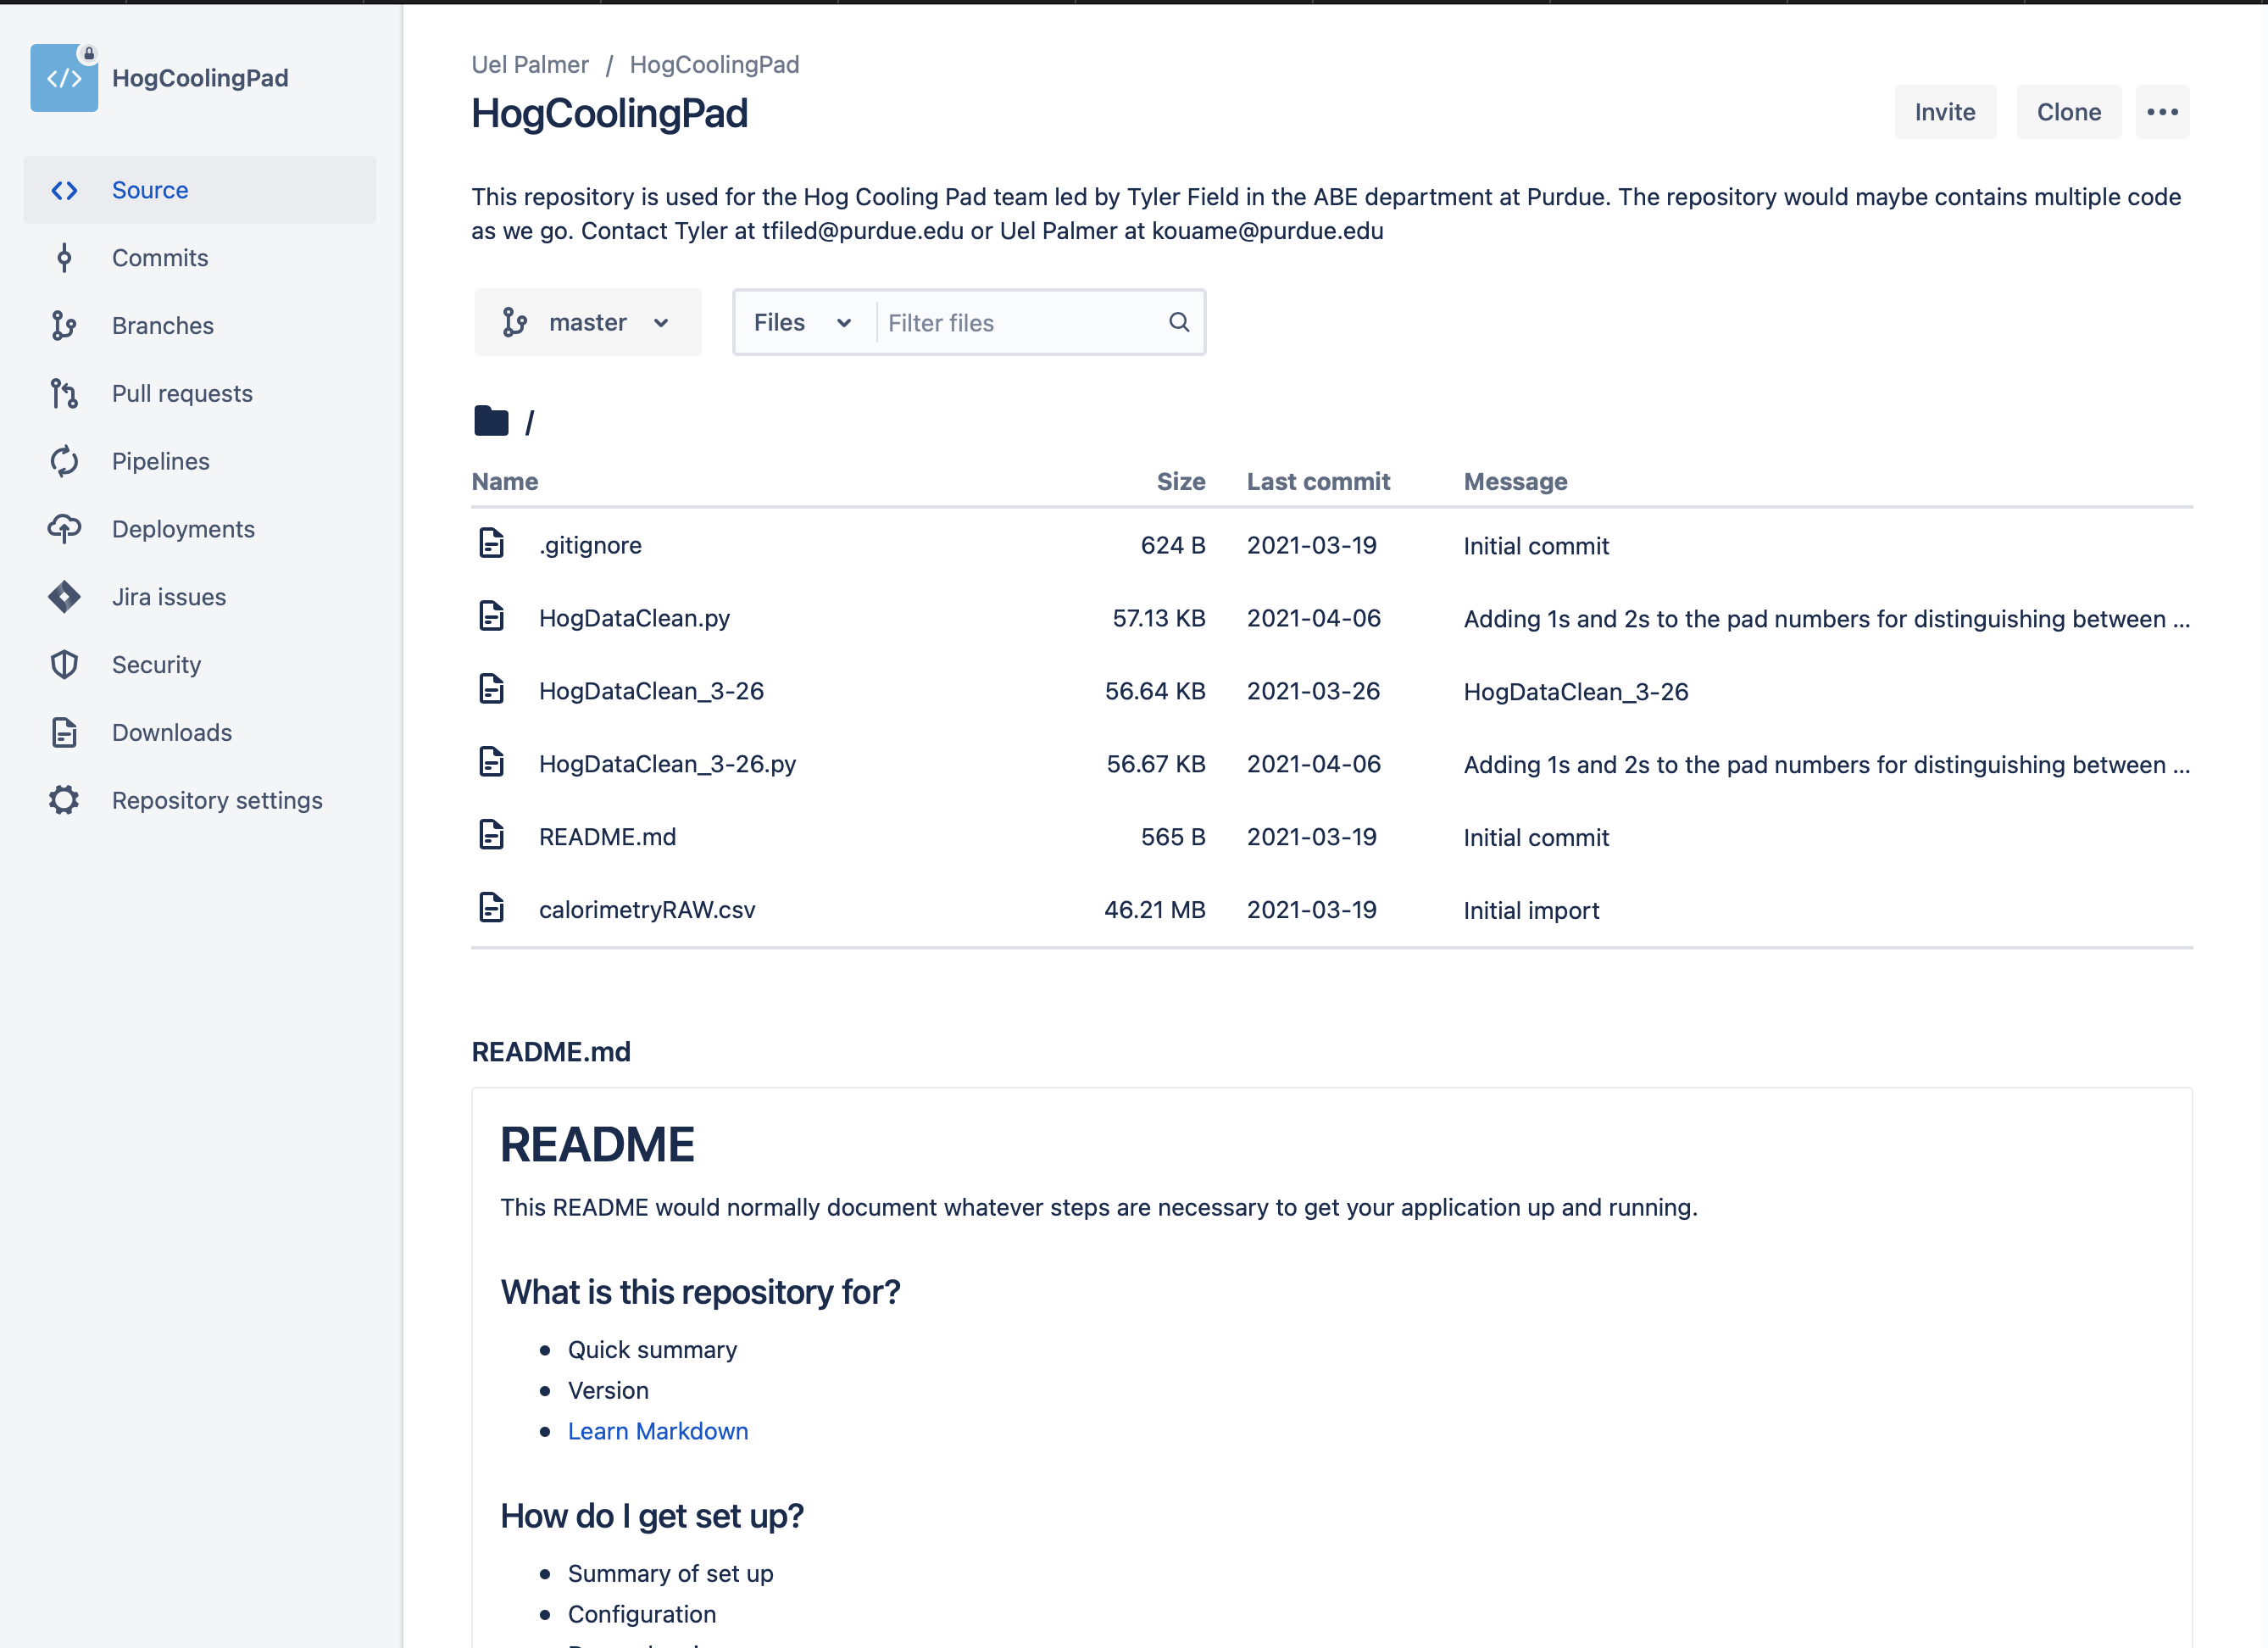 HogCoolingPad
Source
Commits
Branches
Pull requests
Pipelines
Deployments
Jira issues
Security
Downloads
Repository settings
Uel Palmer / HogCoolingPad
HogCoolingPad
Invite Clone
This repository is used for the Hog Cooling Pad team led by Tyler Field in the ABE department at Purdue. The repository would maybe contains multiple code
as we go. Contact Tyler at tfiled@purdue.edu or Uel Palmer at kouame@purdue.edu
master Files Filter files
/
Name Size Last commit Message
.gitignore 624 B 2021-03-19 Initial commit
HogDataClean.py 57.13 KB 2021-04-06 Adding 1s and 2s to the pad numbers for distinguishing between ...
HogDataClean_3-26 56.64 KB 2021-03-26 HogDataClean_3-26
HogDataClean_3-26.py 56.67 KB 2021-04-06 Adding 1s and 2s to the pad numbers for distinguishing between ...
README.md 565 B 2021-03-19 Initial commit
calorimetryRAW.csv 46.21 MB 2021-03-19 Initial import
README.md
README
This README would normally document whatever steps are necessary to get your application up and running.
What is this repository for?
• Quick summary
• Version
• Learn Markdown
How do I get set up?
• Summary of set up
• Configuration